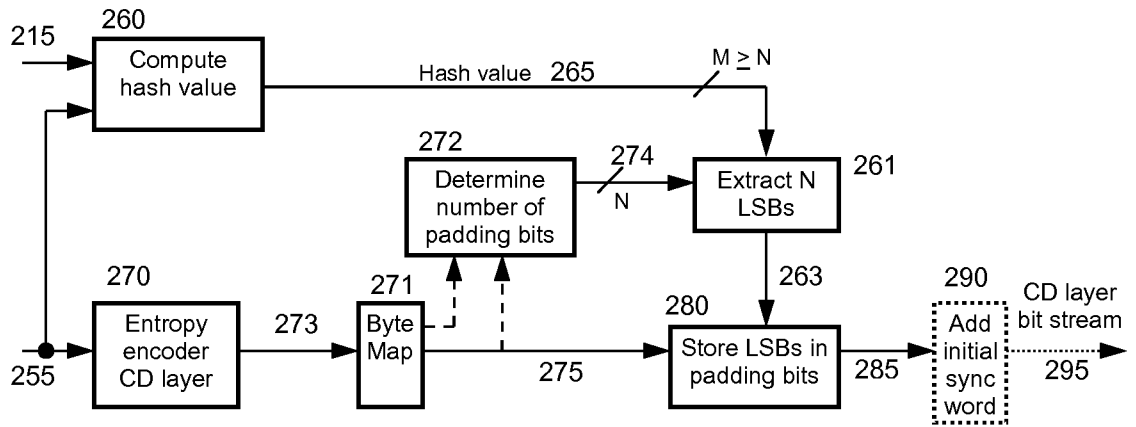 260
215
Compute
hash value
Hash value 265
M ≥ N
272
274
Determine
number of
padding bits
N
Extract N
LSBs
261
263
270
271
273
Entropy
encoder
CD layer
255
Byte
Map
275
280
Store LSBs in
padding bits
285
290
Add
initial
sync
word
CD layer
bit stream
295